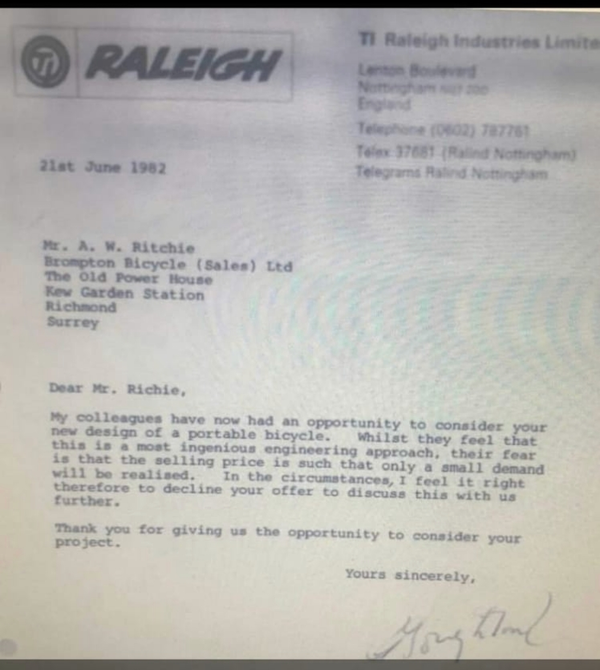 TI RALEIGH
TI Raleigh Industries Limite
Lenton Boulevard
Nottingham NG7 2DD
England
Telephone (0602) 787761
Telex 37681 (Ralind Nottingham)
Telegrams Ralind Nottingham
21st June 1982
Mr. A. W. Ritchie
Brompton Bicycle (Sales) Ltd
The Old Power House
Kew Garden Station
Richmond
Surrey
Dear Mr. Richie,
My colleagues have now had an opportunity to consider your
new design of a portable bicycle. Whilst they feel that
this is a most ingenious engineering approach, their fear
is that the selling price is such that only a small demand
will be realised. In the circumstances, I feel it right
therefore to decline your offer to discuss this with us
further.
Thank you for giving us the opportunity to consider your
project.
Yours sincerely,